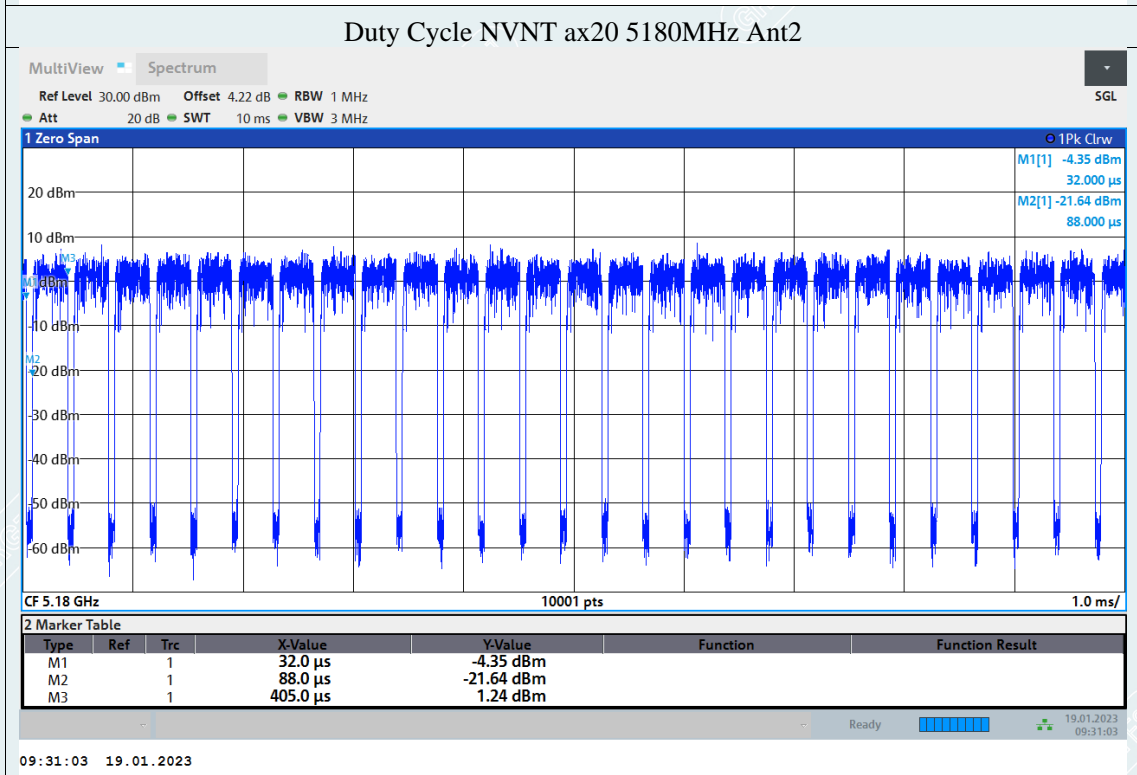 Duty Cycle NVNT ax20 5180MHz Ant2
MultiView Spectrum
Ref Level 30.00 dBm Offset 4.22 dB RBW 1 MHz
SGL
Att 20 dB SWT 10 ms VBW 3 MHz
1 Zero Span 1Pk Clrw
M1[1] -4.35 dBm
32.000 µs
M2[1] -21.64 dBm
88.000 µs
20 dBm
10 dBm
M3
M1 dBm
-10 dBm
M2
-20 dBm
-30 dBm
-40 dBm
-50 dBm
-60 dBm
CF 5.18 GHz 10001 pts 1.0 ms/
2 Marker Table
Type Ref Trc X-Value Y-Value Function Function Result
M1 1 32.0 µs -4.35 dBm
M2 1 88.0 µs -21.64 dBm
M3 1 405.0 µs 1.24 dBm
Ready 19.01.2023
09:31:03
09:31:03 19.01.2023